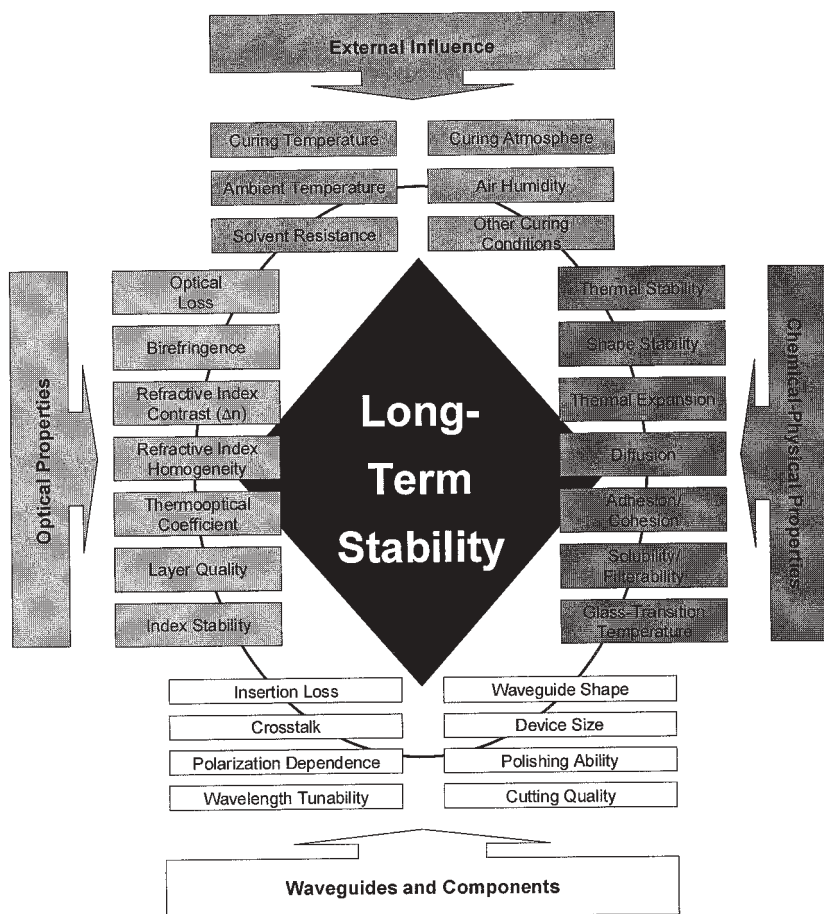 External Influence
Curing Temperature
Curing Atmosphere
Ambient Temperature
Air Humidity
Solvent Resistance
Other Curing
Conditions
Optical Properties
Optical
Loss
Birefringence
Refractive Index
Contrast (Δn)
Refractive Index
Homogeneity
Thermooptical
Coefficient
Layer Quality
Index Stability
Long-
Term
Stability
Thermal Stability
Shape Stability
Thermal Expansion
Diffusion
Adhesion/
Cohesion
Solubility/
Filterability
Glass-Transition
Temperature
Chemical-Physical Properties
Insertion Loss
Waveguide Shape
Crosstalk
Device Size
Polarization Dependence
Polishing Ability
Wavelength Tunability
Cutting Quality
Waveguides and Components